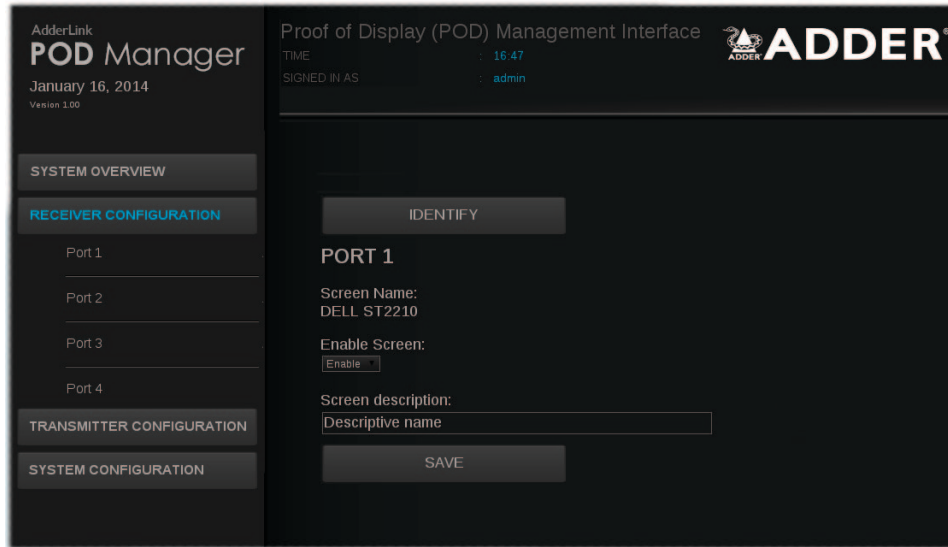 AdderLink
POD Manager
January 16, 2014
Version 1.00
Proof of Display (POD) Management Interface
TIME : 16:47
SIGNED IN AS : admin
ADDER
ADDER®
SYSTEM OVERVIEW
RECEIVER CONFIGURATION
Port 1
Port 2
Port 3
Port 4
TRANSMITTER CONFIGURATION
SYSTEM CONFIGURATION
IDENTIFY
PORT 1
Screen Name:
DELL ST2210
Enable Screen:
Enable
Screen description:
Descriptive name
SAVE